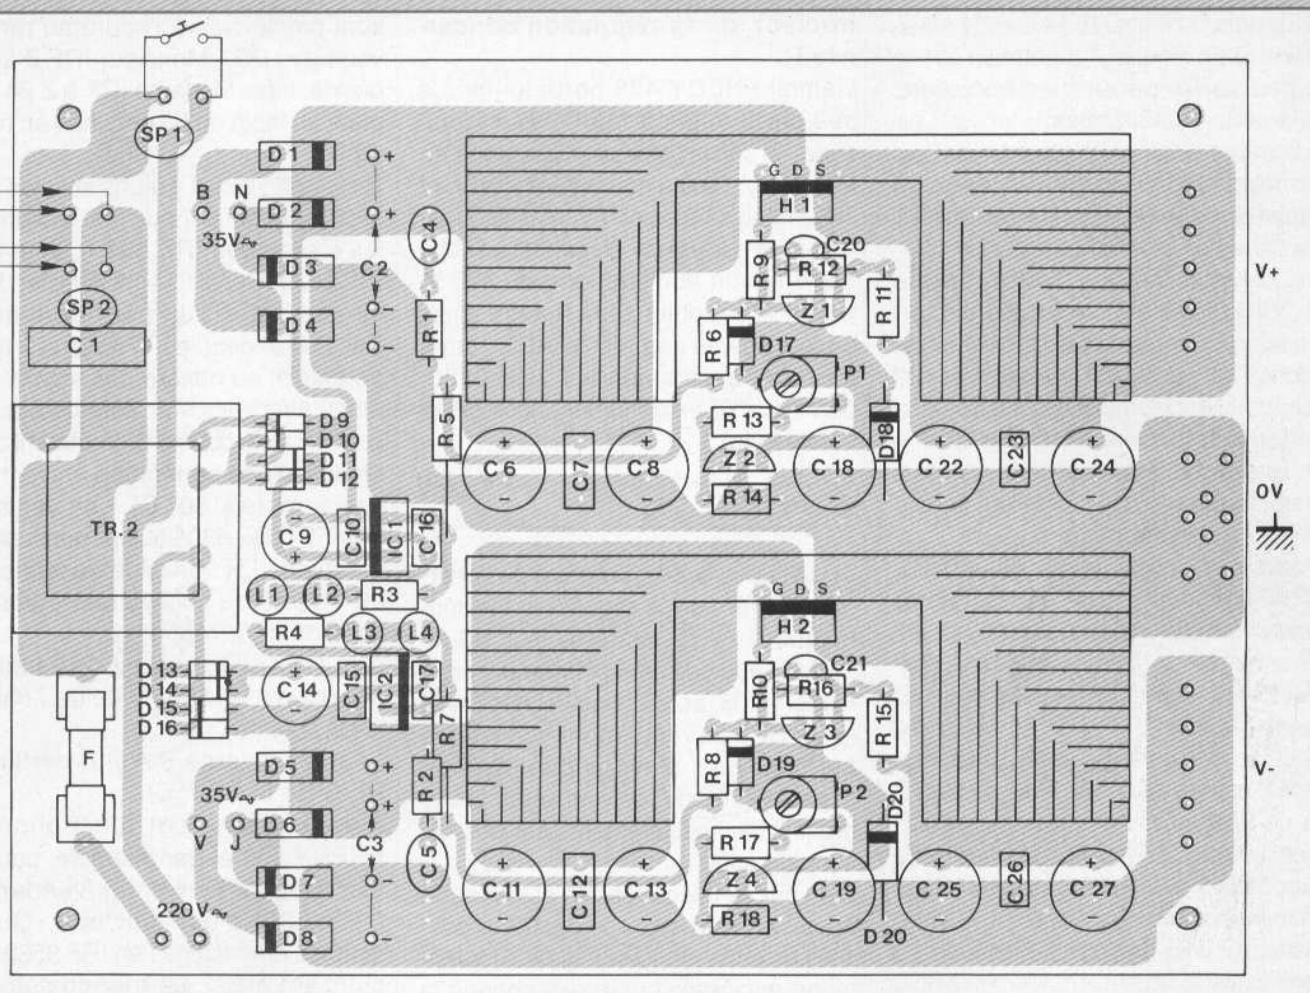 SP 1
D 1
+
B N
D 2
+
35V~
D 3
C2
-
SP 2
D 4
-
C 1
C 4
R 1
R 5
G D S
H 1
C20
R 9
R 12
Z 1
R 11
R 6
D17
P1
R 13
D18
V+
D 9
D 10
D 11
D 12
C 6
C 7
C 8
Z 2
R 14
C 18
C 22
C 23
C 24
0V
TR.2
C 9
C 10
IC 1
C 16
L1
L2
R3
R4
L3
L4
D 13
D 14
D 15
D 16
C 14
C 15
IC 2
C 17
R 7
G D S
H 2
C21
R10
R16
Z 3
R 15
R 8
D19
P 2
D20
V-
F
D 5
+
35V~
D 6
+
V J
C3
D 7
-
220 V~
D 8
-
R 2
C 5
R 17
C 11
C 12
C 13
Z 4
R 18
C 19
D 20
C 25
C 26
C 27